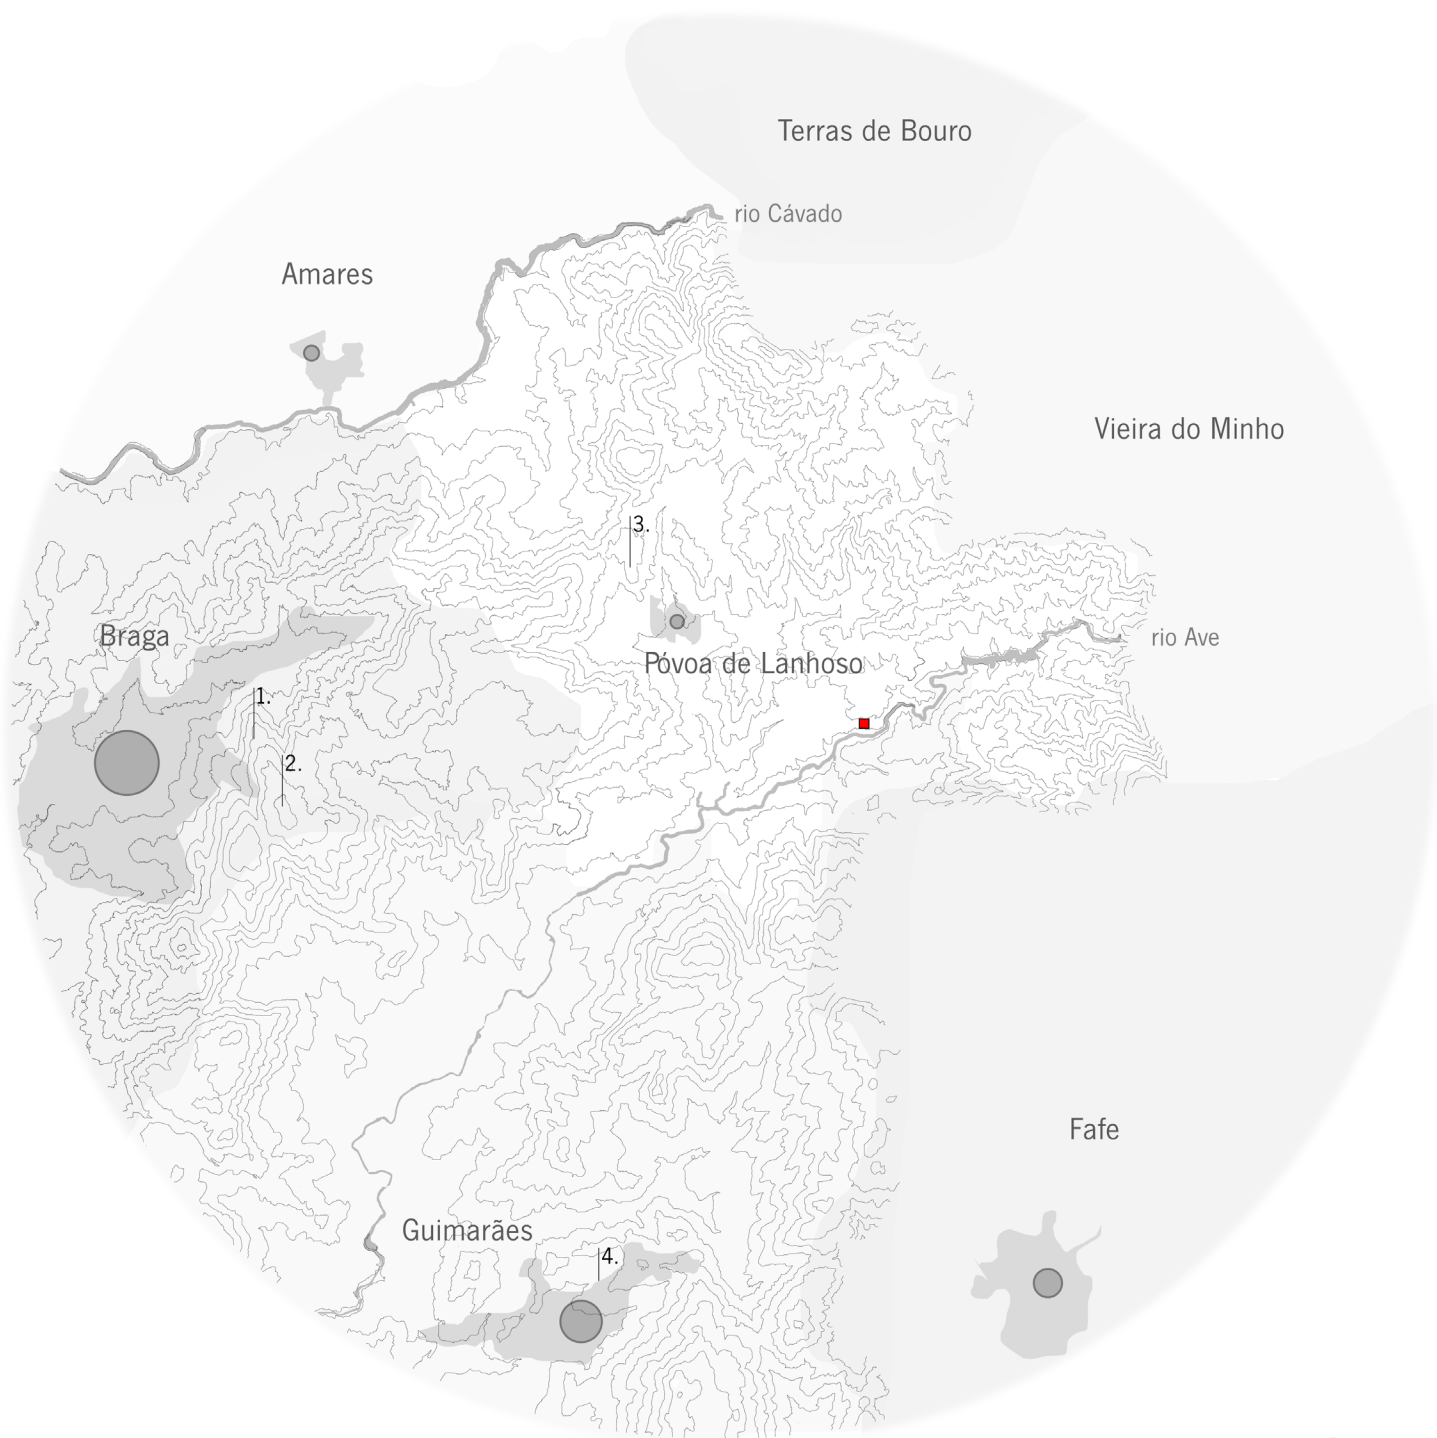 Terras de Bouro
rio Cávado
Amares
Vieira do Minho
3.
Braga
rio Ave
Póvoa de Lanhoso
1.
2.
Fafe
Guimarães
4.